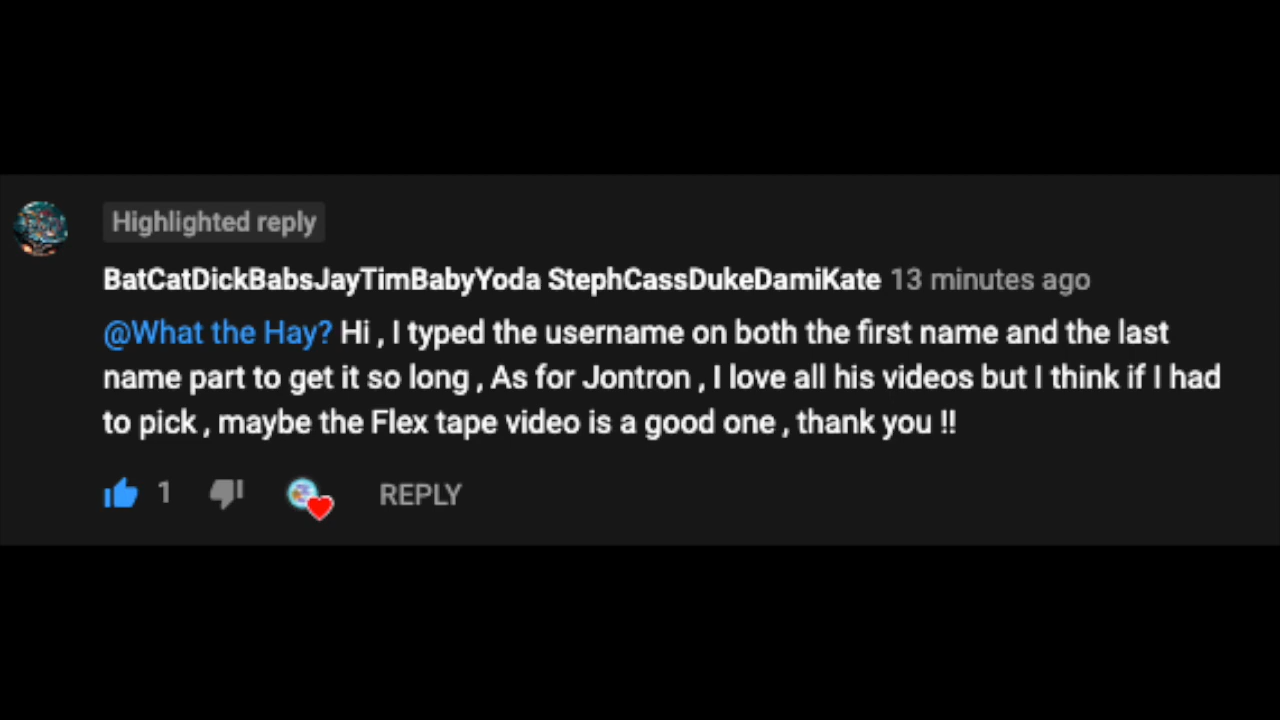 Highlighted reply
BatCatDickBabsJayTimBabyYoda StephCassDukeDamiKate 13 minutes ago
@What the Hay? Hi , I typed the username on both the first name and the last
name part to get it so long , As for Jontron , I love all his videos but I think if I had
to pick , maybe the Flex tape video is a good one , thank you !!
1 REPLY